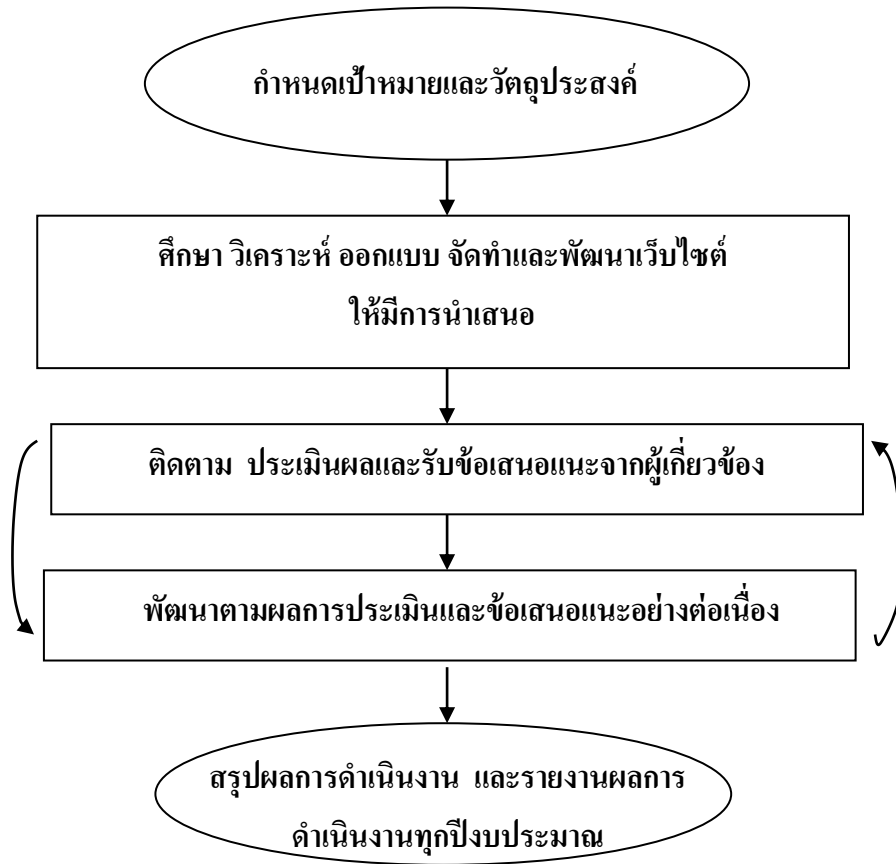 กำหนดเป้าหมายและวัตถุประสงค์
ศึกษา วิเคราะห์ ออกแบบ จัดทำและพัฒนาเว็บไซต์
ให้มีการนำเสนอ
ติดตาม ประเมินผลและรับข้อเสนอแนะจากผู้เกี่ยวข้อง
พัฒนาตามผลการประเมินและข้อเสนอแนะอย่างต่อเนื่อง
สรุปผลการดำเนินงาน และรายงานผลการ
ดำเนินงานทุกปีงบประมาณ